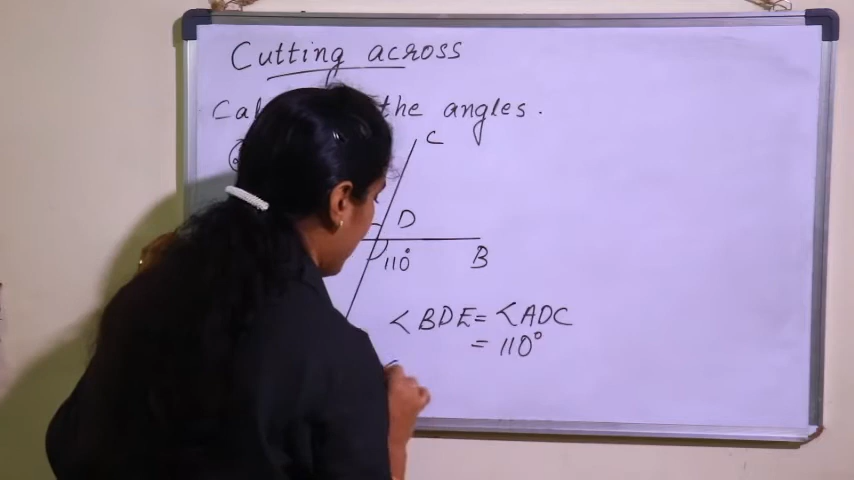 Cutting across
the angles.
C
D
110°
B
<BDE = <ADC
= 110°